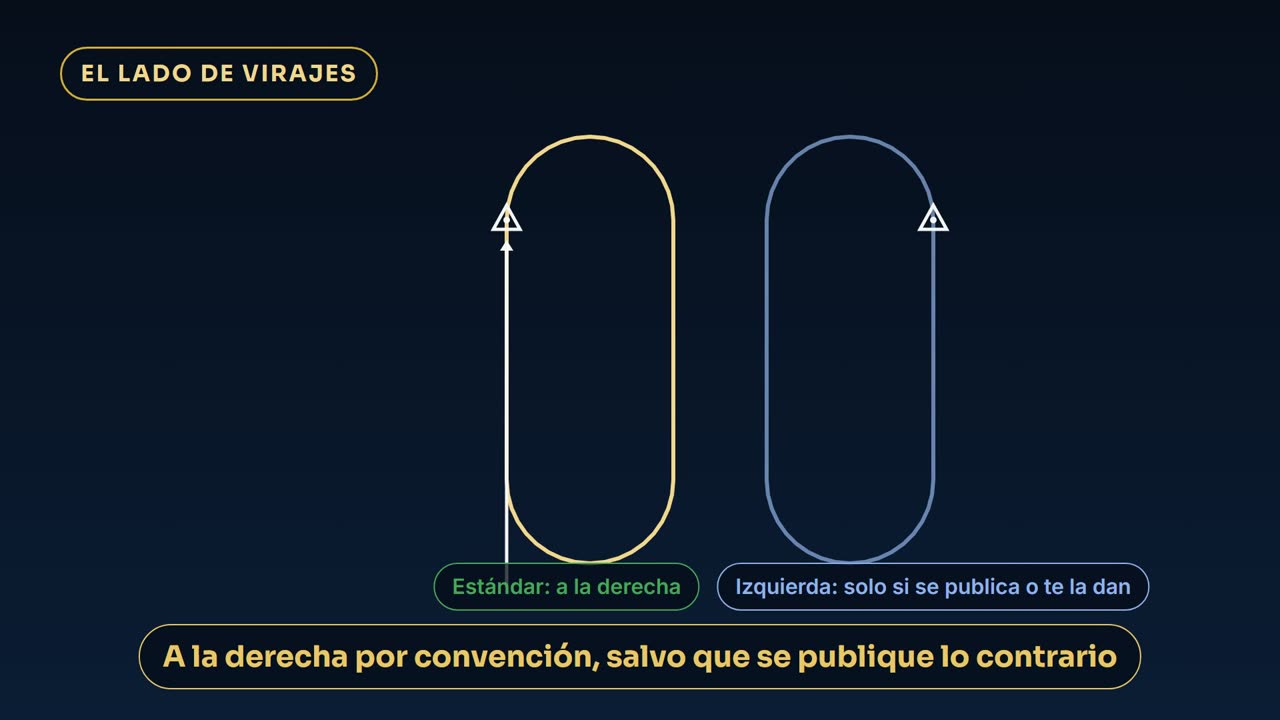 EL LADO DE VIRAJES
Estándar: a la derecha
Izquierda: solo si se publica o te la dan
A la derecha por convención, salvo que se publique lo contrario